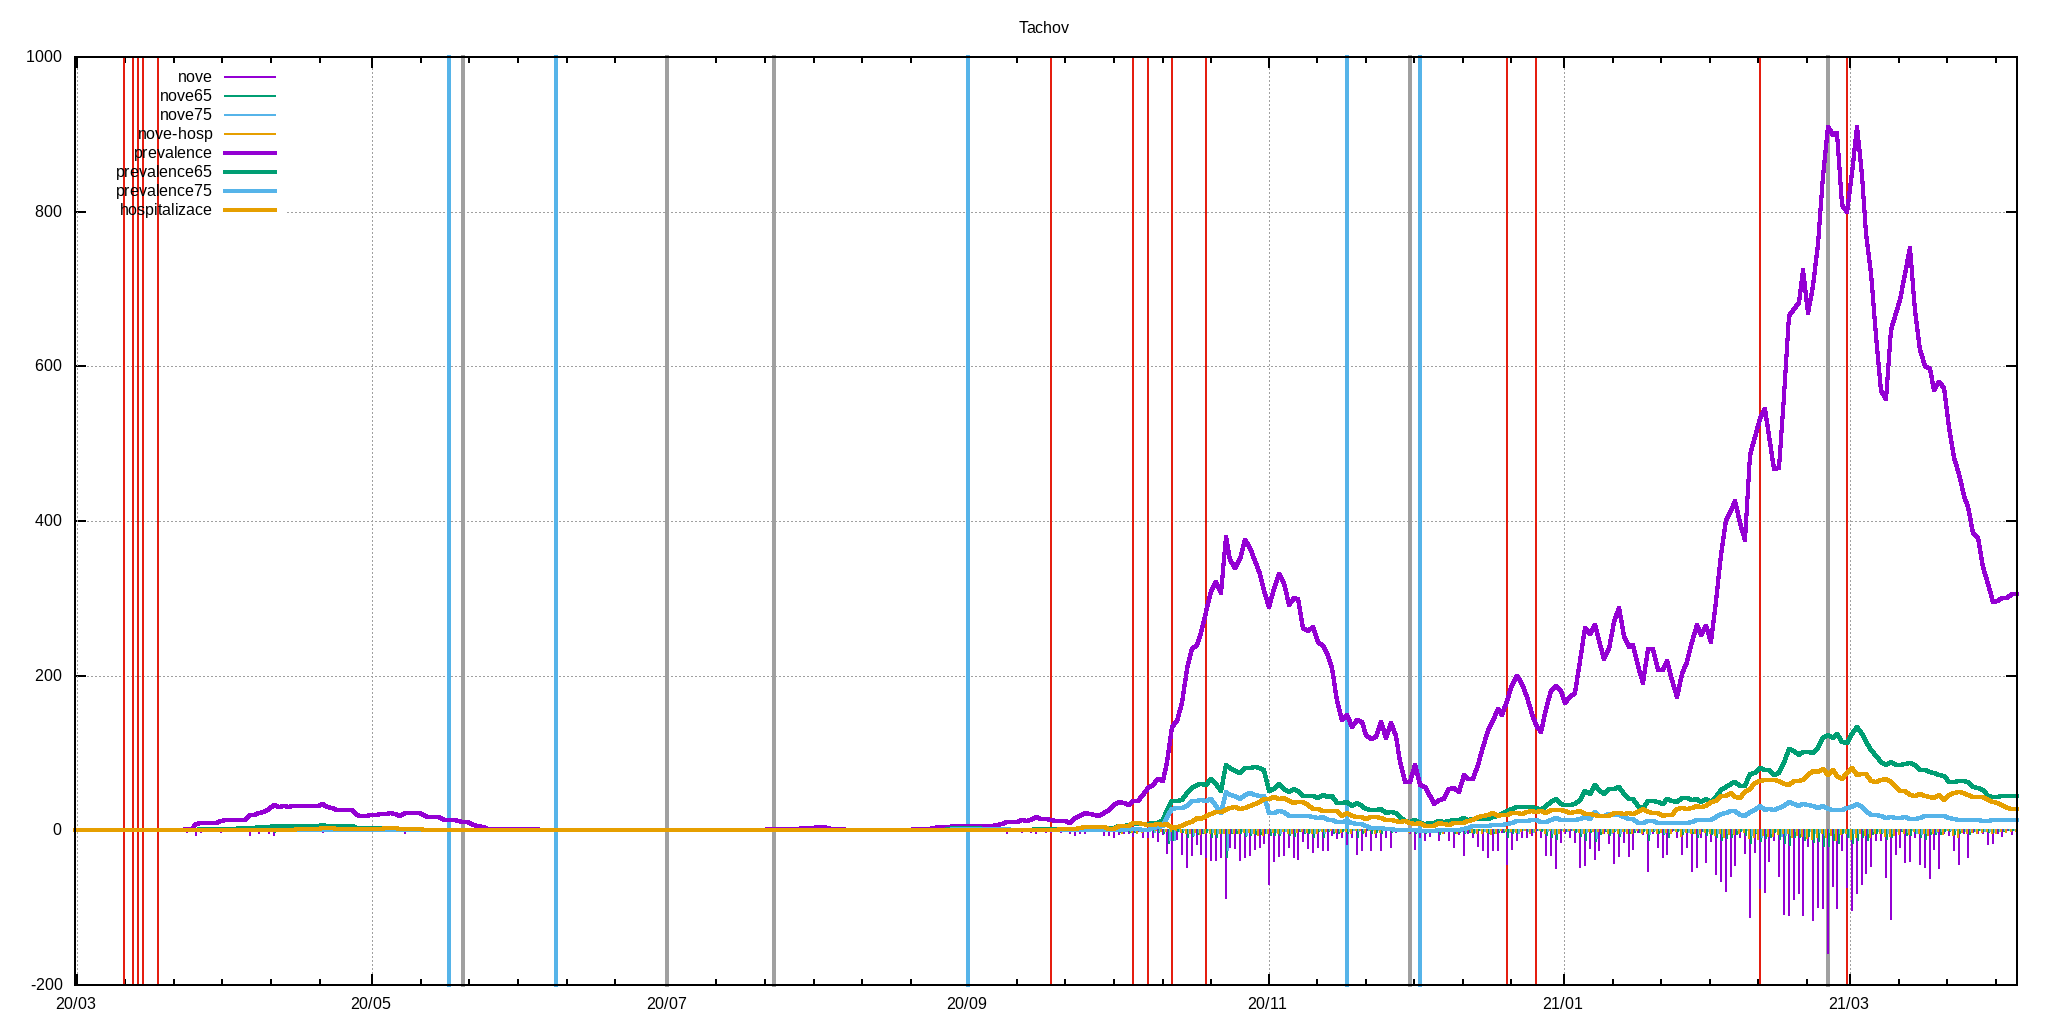 Tachov
1000
800
600
400
200
0
-200
nove
nove65
nove75
nove-hosp
prevalence
prevalence65
prevalence75
hospitalizace
20/03
20/05
20/07
20/09
20/11
21/01
21/03